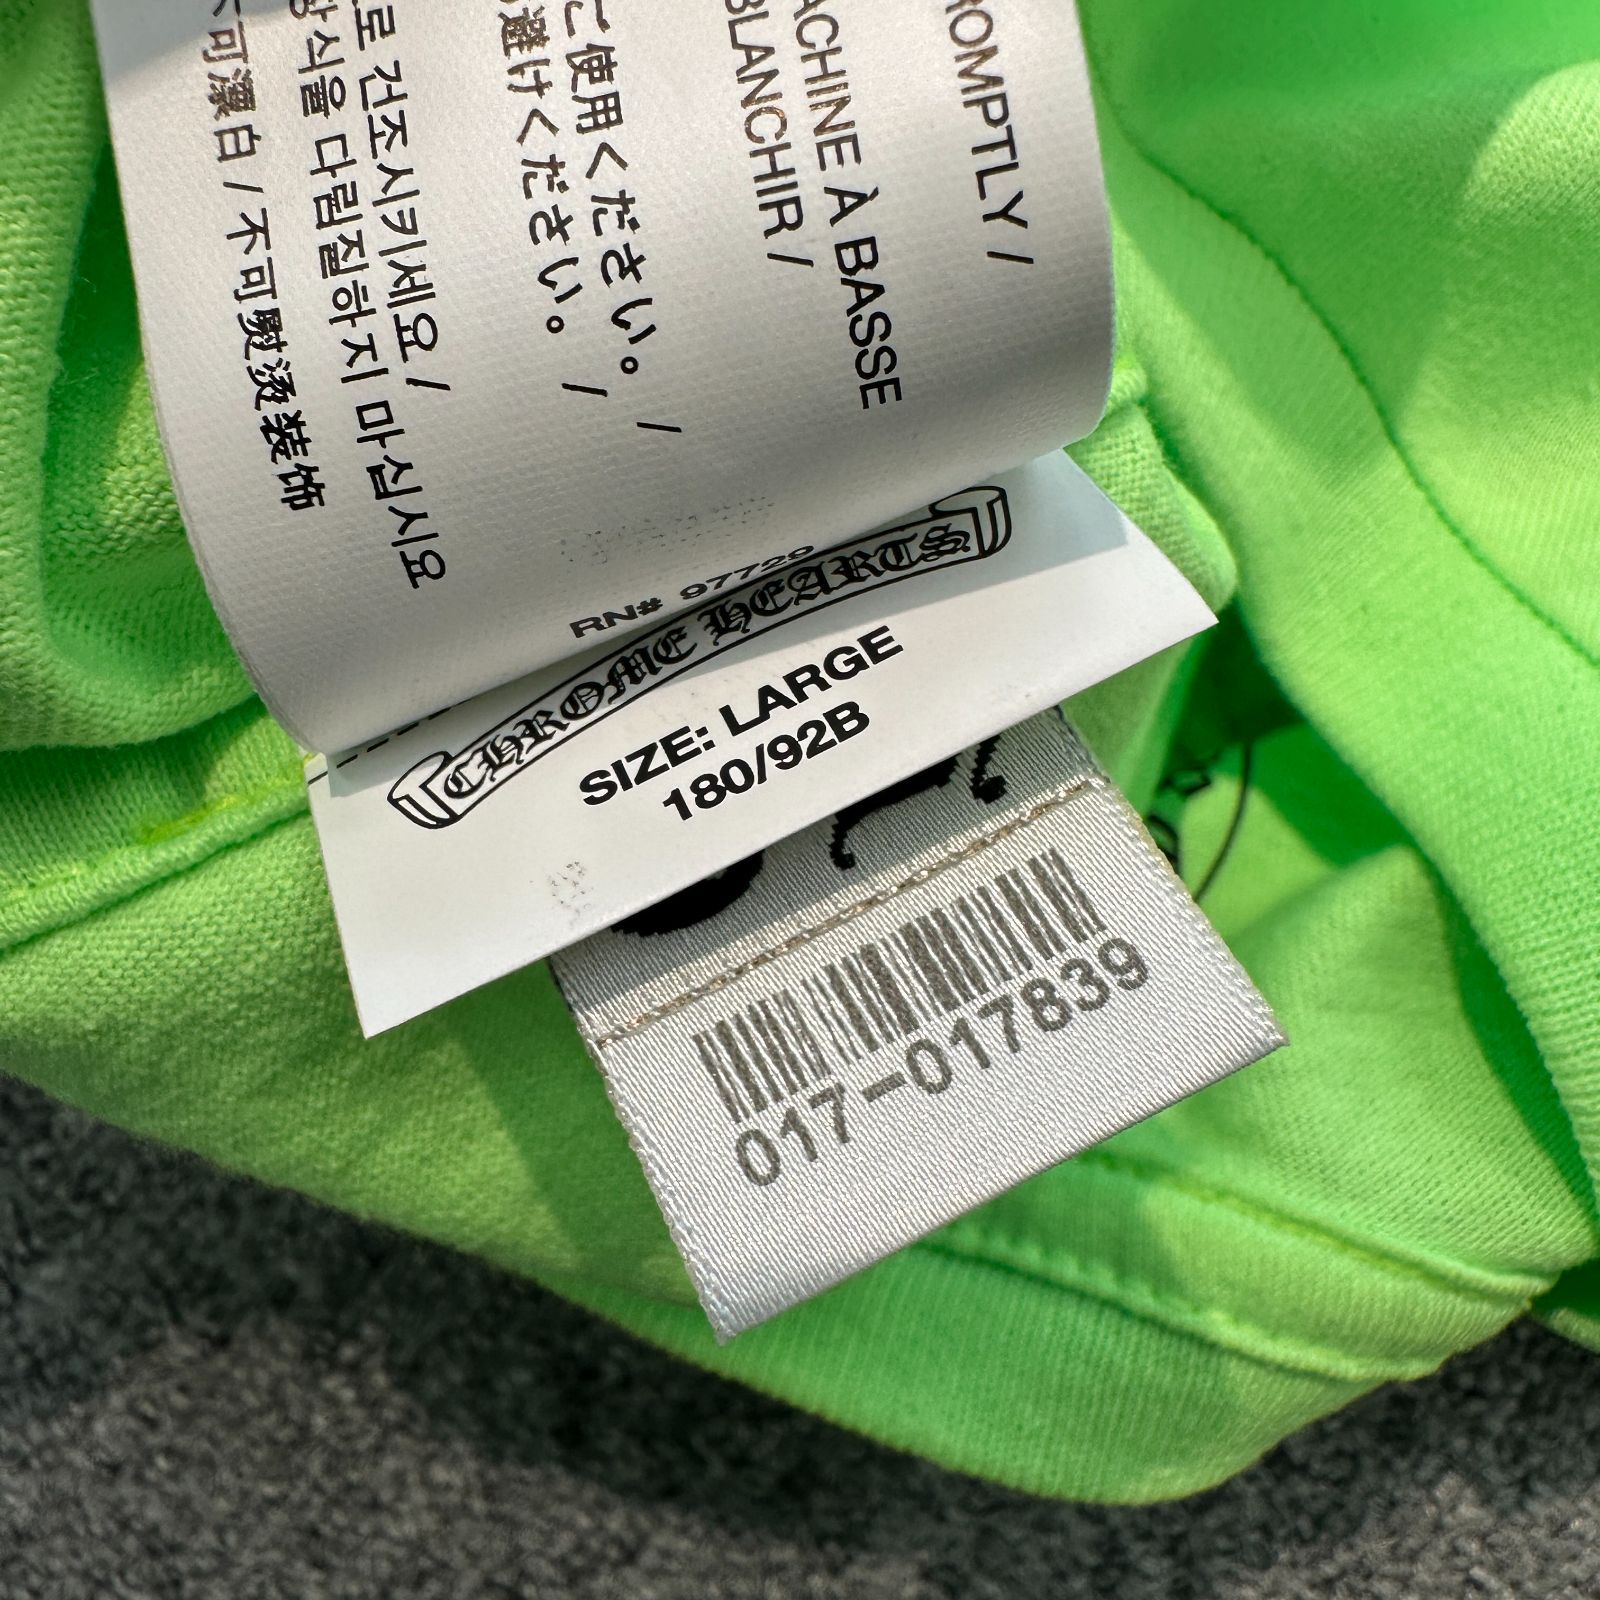 ROMPTLY /
ACHINE À BASSE
BLANCHIR /
ご使用ください。 /
避けください。 /
로 건조시키세요 /
장식을 다림질하지 마십시오
不可漂白 / 不可熨烫装饰
RN# 97729
CHROME HEARTS
SIZE: LARGE
180/92B
017-017839